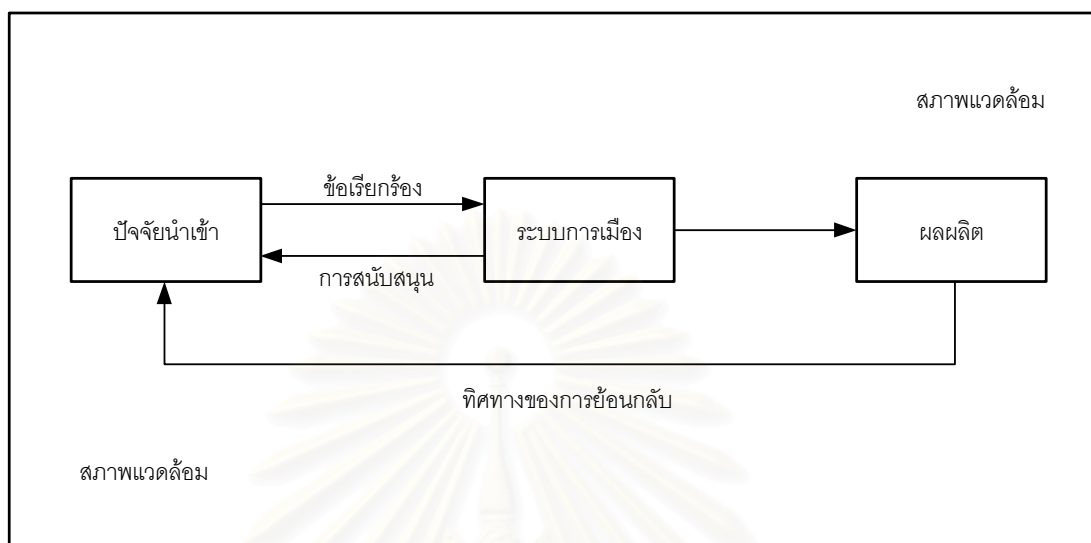 สภาพแวดล้อม
ข้อเรียกร้อง
ปัจจัยนำเข้า
ระบบการเมือง
ผลผลิต
การสนับสนุน
ทิศทางของการย้อนกลับ
สภาพแวดล้อม